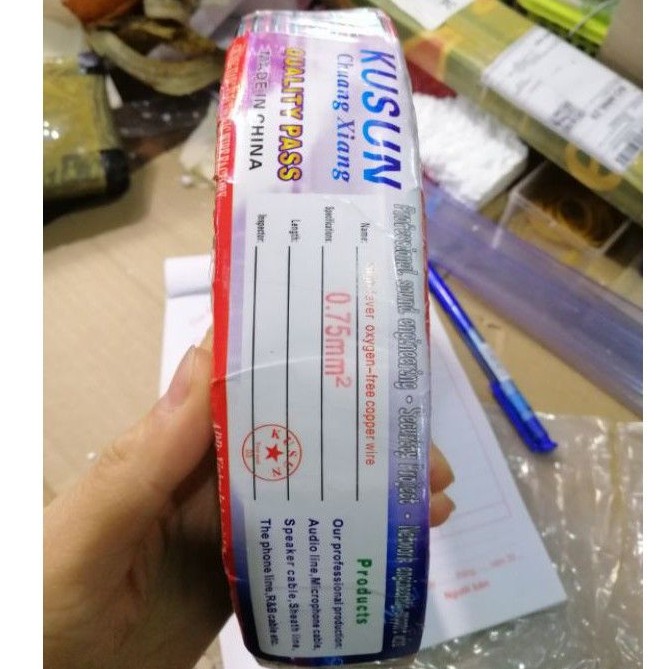 KUSUN
Chuang Xiang
QUALITY PASS
MADE IN CHINA
Professional sound engineering · Security Project · Network
Name: oxygen-free copper wire
Specifications: 0.75mm²
Length:
Inspector:
Products
Our professional production:
Audio line, Microphone cable,
Speaker cable, Sheath line,
The phone line, R&B cable etc.